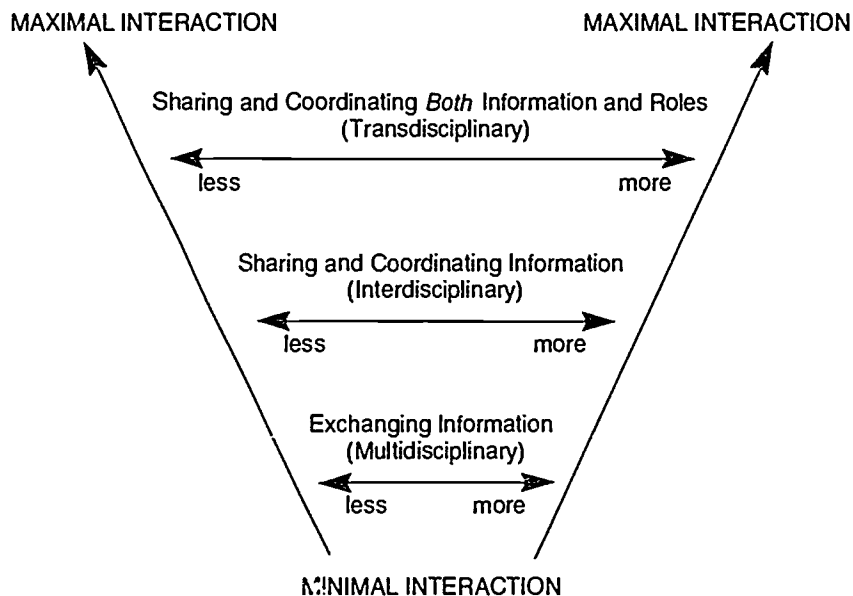 MAXIMAL INTERACTION MAXIMAL INTERACTION
Sharing and Coordinating Both Information and Roles
(Transdisciplinary)
less more
Sharing and Coordinating Information
(Interdisciplinary)
less more
Exchanging Information
(Multidisciplinary)
less more
MINIMAL INTERACTION